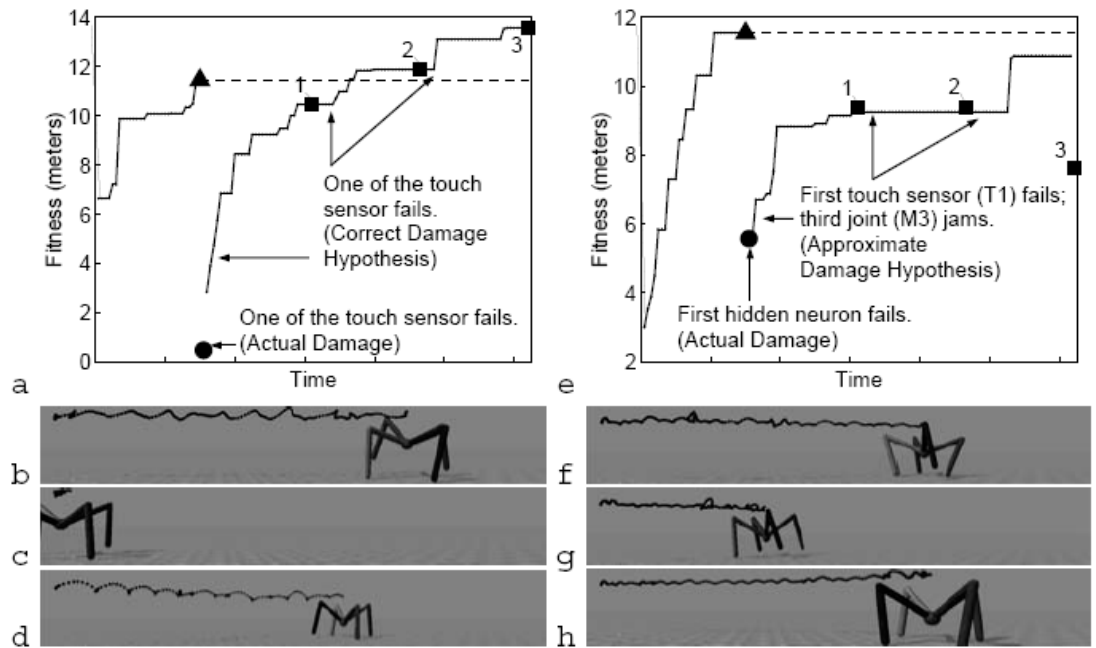 14
12
10
8
6
4
2
0
Fitness (meters)
1
2
3
One of the touch
sensor fails.
(Correct Damage
Hypothesis)
One of the touch sensor fails.
(Actual Damage)
Time
a
12
10
8
6
4
2
Fitness (meters)
1
2
3
First touch sensor (T1) fails;
third joint (M3) jams.
(Approximate
Damage Hypothesis)
First hidden neuron fails.
(Actual Damage)
Time
e
b
c
d
f
g
h